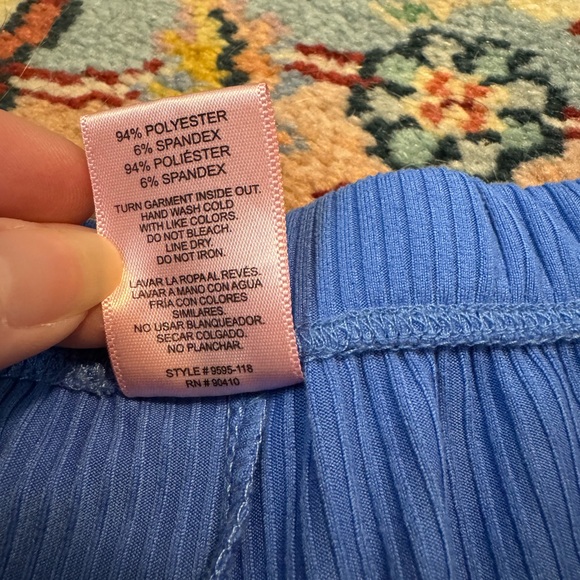 94% POLYESTER
6% SPANDEX
94% POLIÉSTER
6% SPANDEX
TURN GARMENT INSIDE OUT.
HAND WASH COLD
WITH LIKE COLORS.
DO NOT BLEACH.
LINE DRY.
DO NOT IRON.
LAVAR LA ROPA AL REVÉS.
LAVAR A MANO CON AGUA
FRÍA CON COLORES
SIMILARES.
NO USAR BLANQUEADOR.
SECAR COLGADO.
NO PLANCHAR.
STYLE # 9595-118
RN # 90410